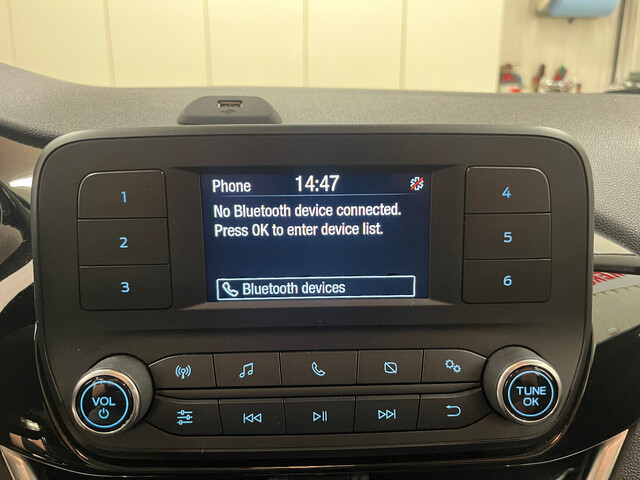 Phone 14:47
No Bluetooth device connected.
Press OK to enter device list.
Bluetooth devices
1
2
3
4
5
6
VOL
TUNE
OK